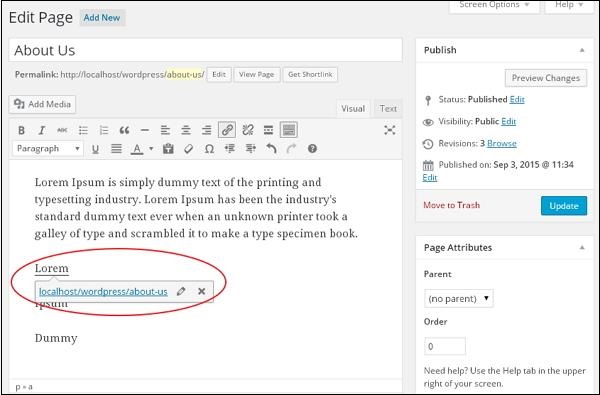 Edit Page Add New
Screen Options Help
About Us
Permalink: http://localhost/wordpress/about-us/ Edit View Page Get Shortlink
Add Media
Visual Text
B I ABC
Paragraph U A Ω ?
Lorem Ipsum is simply dummy text of the printing and
typesetting industry. Lorem Ipsum has been the industry's
standard dummy text ever when an unknown printer took a
galley of type and scrambled it to make a type specimen book.
Lorem
localhost/wordpress/about-us
Ipsum
Dummy
p » a
Publish
Preview Changes
Status: Published Edit
Visibility: Public Edit
Revisions: 3 Browse
Published on: Sep 3, 2015 @ 11:34
Edit
Move to Trash Update
Page Attributes
Parent
(no parent)
Order
0
Need help? Use the Help tab in the upper
right of your screen.